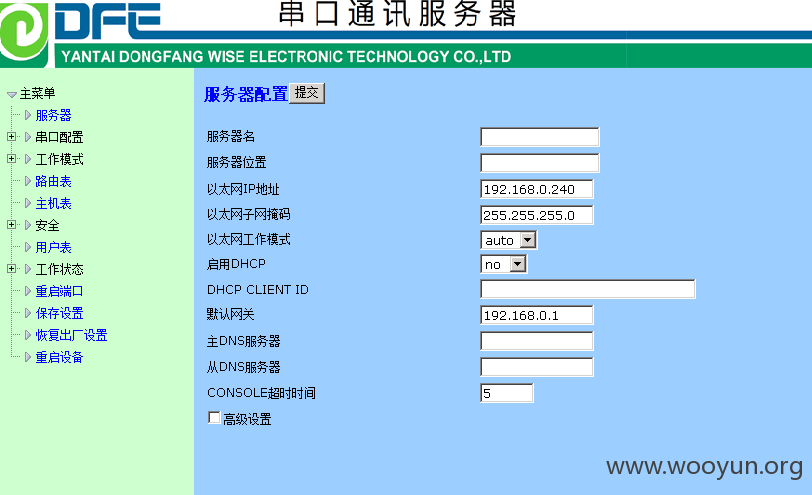 DFE
串口通讯服务器
YANTAI DONGFANG WISE ELECTRONIC TECHNOLOGY CO.,LTD
主菜单
服务器
串口配置
工作模式
路由表
主机表
安全
用户表
工作状态
重启端口
保存设置
恢复出厂设置
重启设备
服务器配置 提交
服务器名
服务器位置
以太网IP地址 192.168.0.240
以太网子网掩码 255.255.255.0
以太网工作模式 auto
启用DHCP no
DHCP CLIENT ID
默认网关 192.168.0.1
主DNS服务器
从DNS服务器
CONSOLE超时时间 5
高级设置
www.wooyun.org